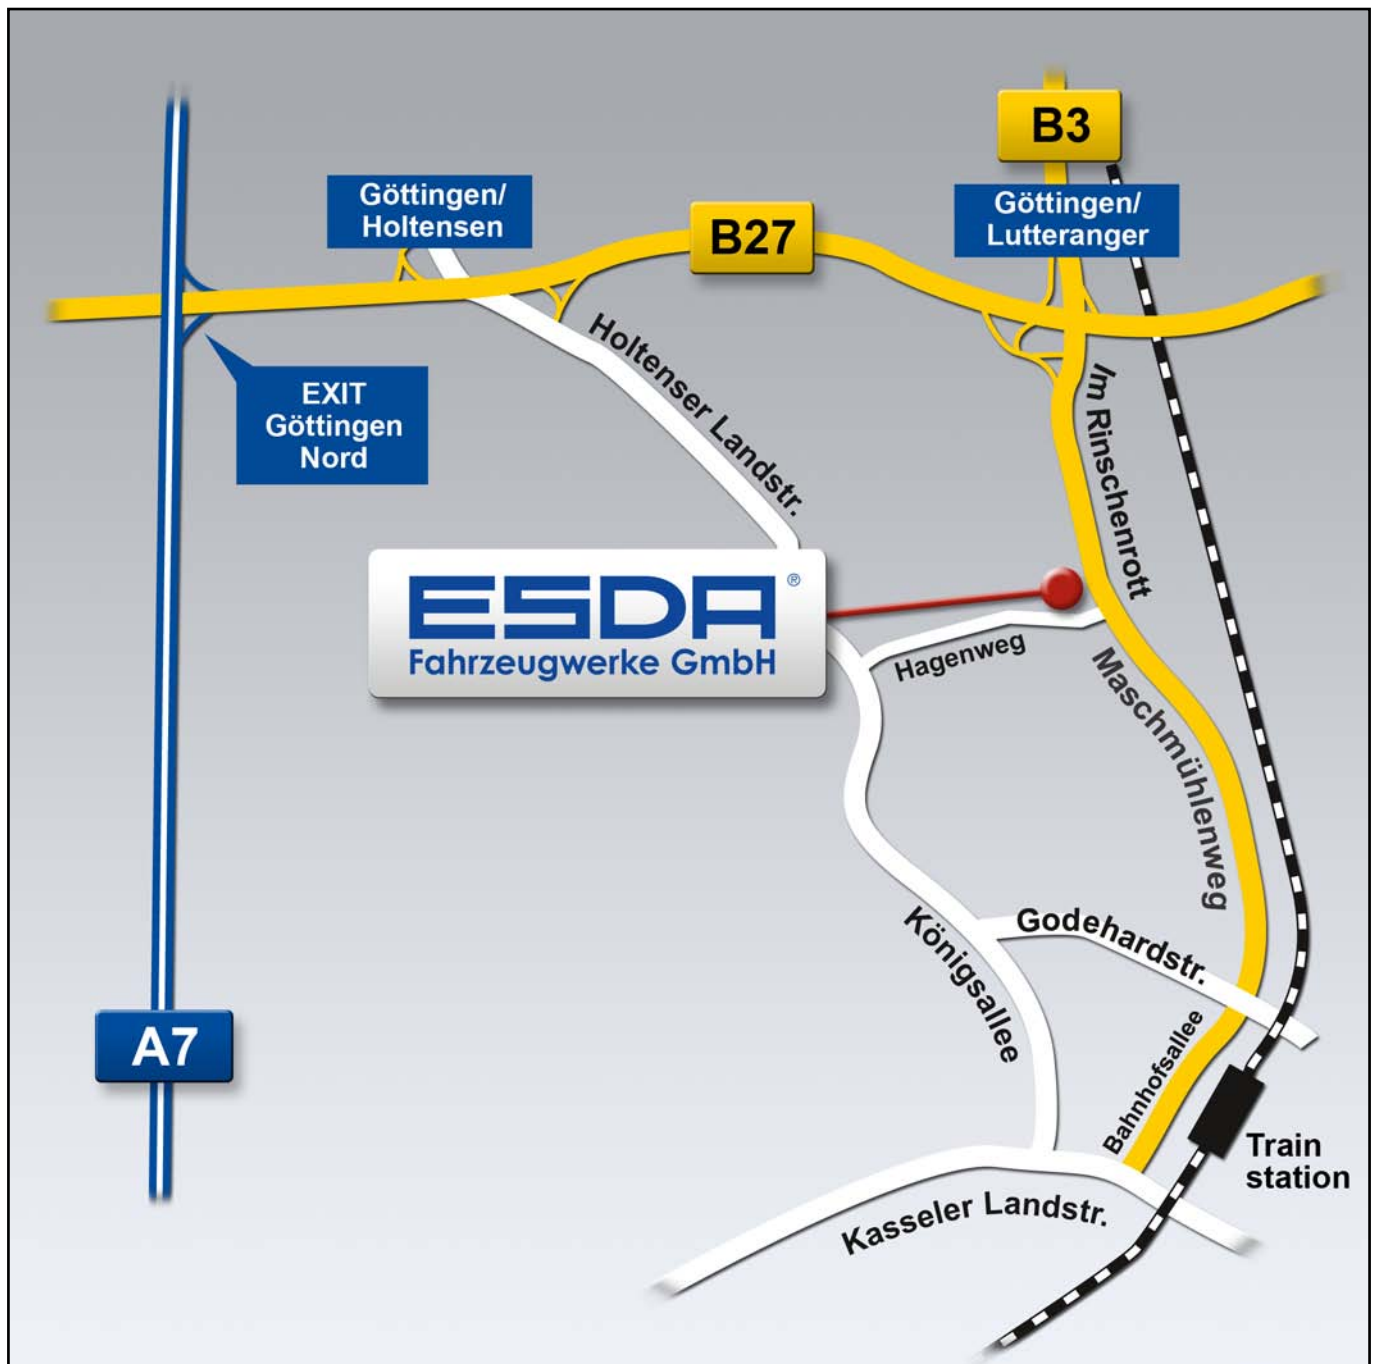 B3
Göttingen/
Holtensen
Göttingen/
Lutteranger
B27
EXIT
Göttingen
Nord
Holtenser Landstr.
Im Rinschenrott
ESDA®
Fahrzeugwerke GmbH
Hagenweg
Maschmühlenweg
Königsallee
Godehardstr.
A7
Bahnhofsallee
Train
station
Kasseler Landstr.